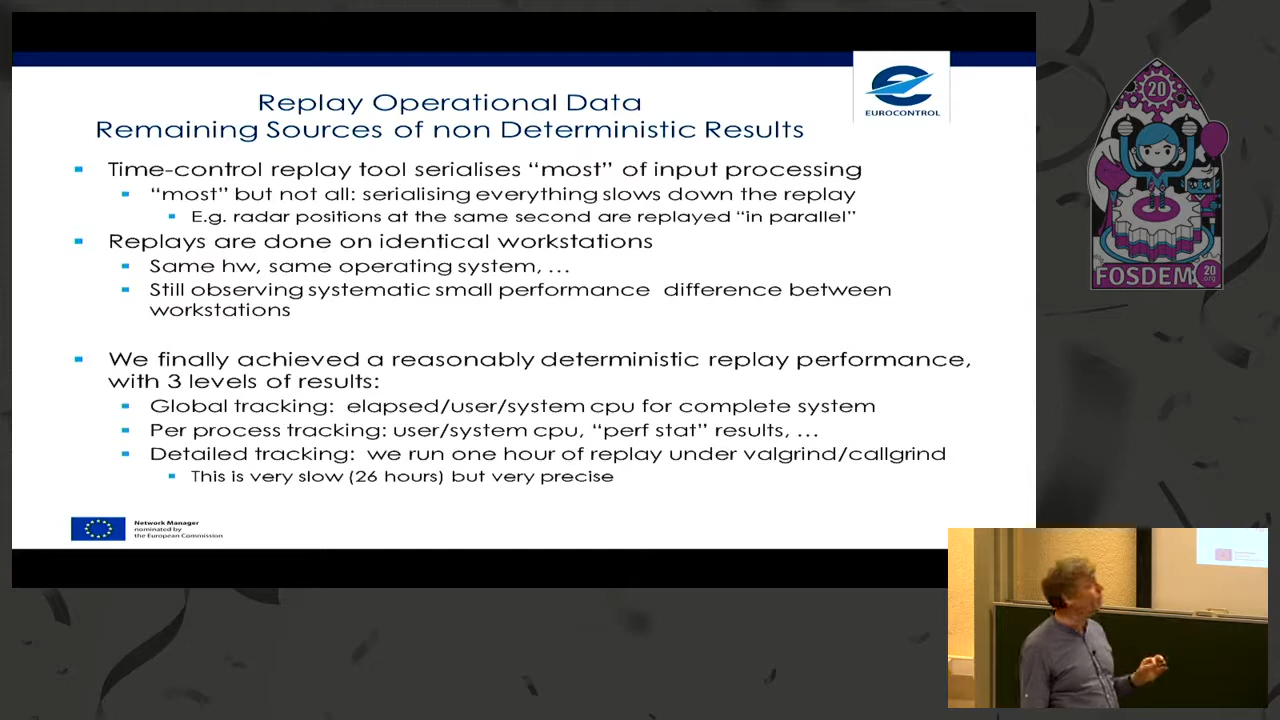 Replay Operational Data
Remaining Sources of non Deterministic Results
EUROCONTROL
Time-control replay tool serialises “most” of input processing
“most” but not all: serialising everything slows down the replay
E.g. radar positions at the same second are replayed “in parallel”
Replays are done on identical workstations
Same hw, same operating system, …
Still observing systematic small performance difference between
workstations
We finally achieved a reasonably deterministic replay performance,
with 3 levels of results:
Global tracking: elapsed/user/system cpu for complete system
Per process tracking: user/system cpu, “perf stat” results, …
Detailed tracking: we run one hour of replay under valgrind/callgrind
This is very slow (26 hours) but very precise
Network Manager
nominated by
the European Commission
20
FOSDEM
20
.org